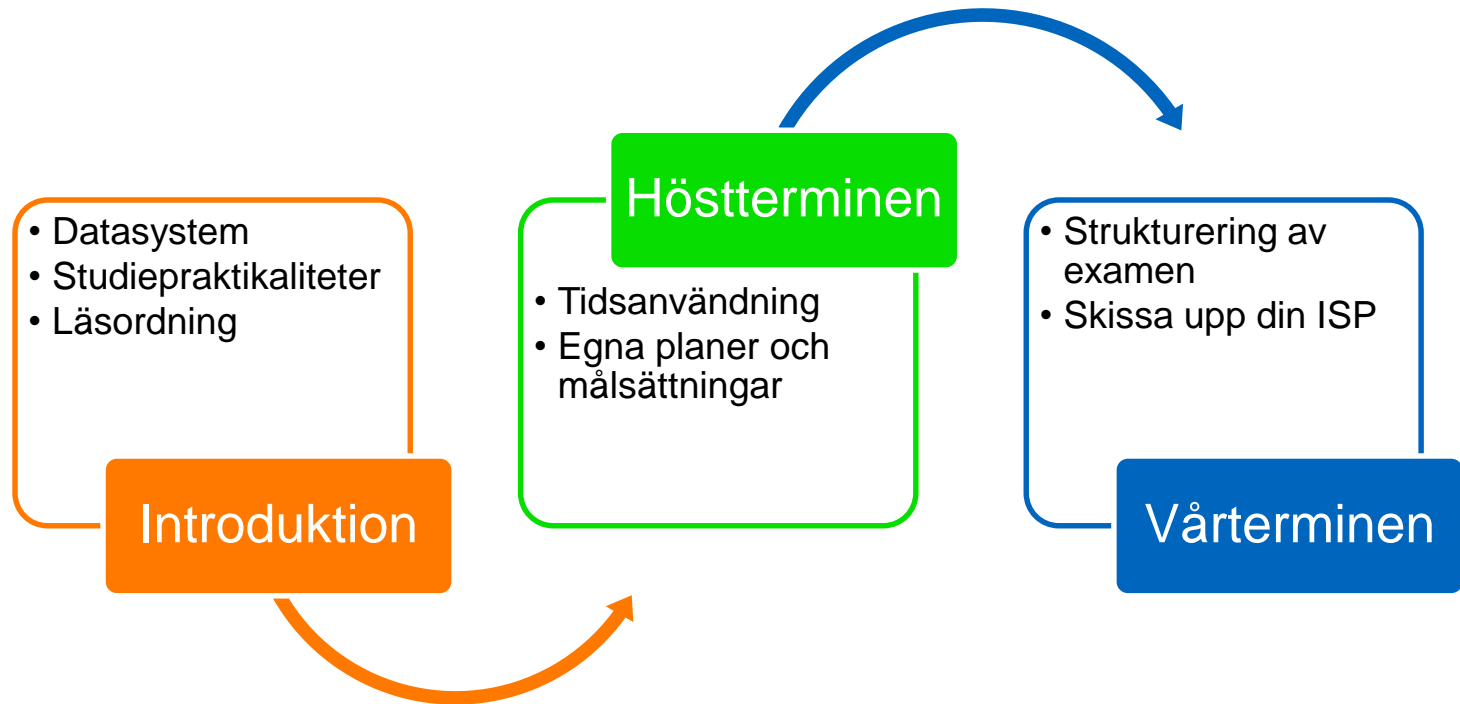 • Datasystem
• Studiepraktikaliteter
• Läsordning
Introduktion
Höstterminen
• Tidsanvändning
• Egna planer och
målsättningar
• Strukturering av
examen
• Skissa upp din ISP
Vårterminen